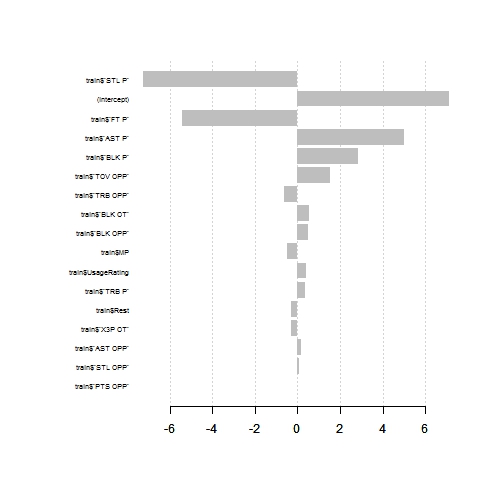 train$`STL P`
(Intercept)
train$`FT P`
train$`AST P`
train$`BLK P`
train$`TOV OPP`
train$`TRB OPP`
train$`BLK OT`
train$`BLK OPP`
train$MP
train$UsageRating
train$`TRB P`
train$Rest
train$`X3P OT`
train$`AST OPP`
train$`STL OPP`
train$`PTS OPP`
-6 -4 -2 0 2 4 6